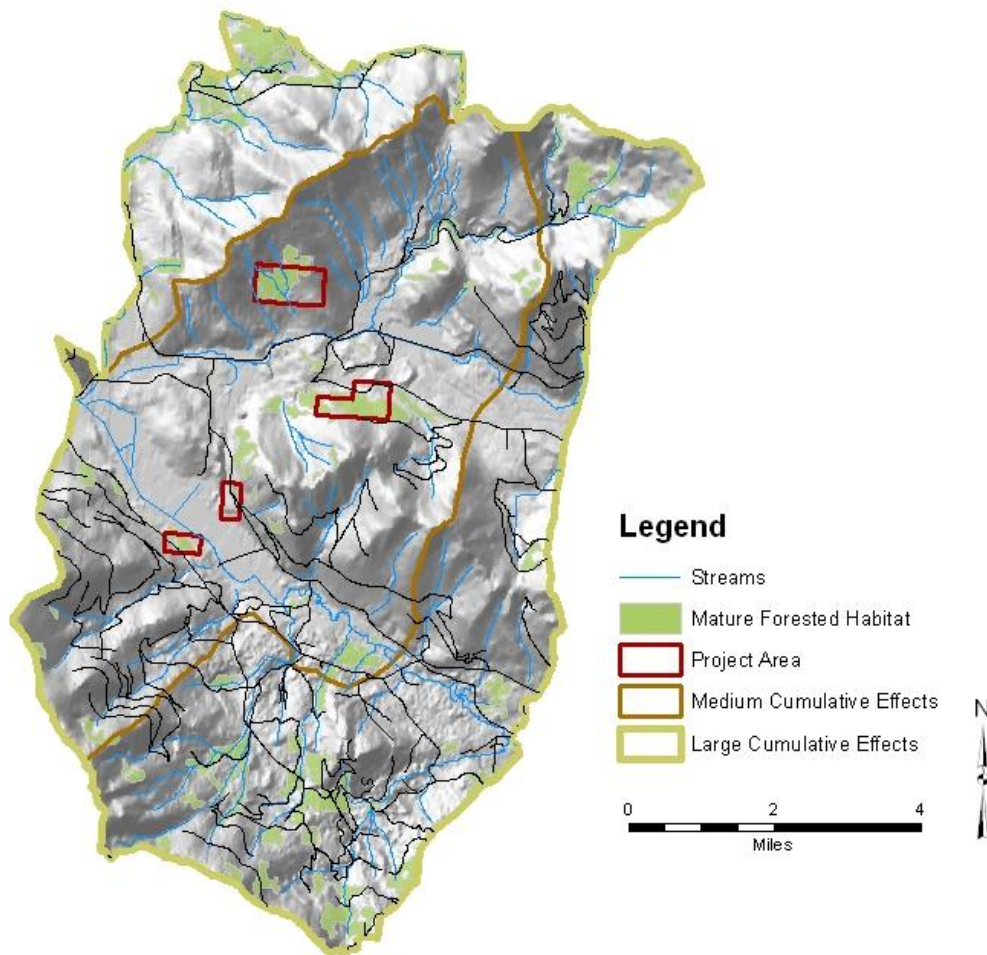 Legend
Streams
Mature Forested Habitat
Project Area
Medium Cumulative Effects
Large Cumulative Effects
N
0 2 4
Miles